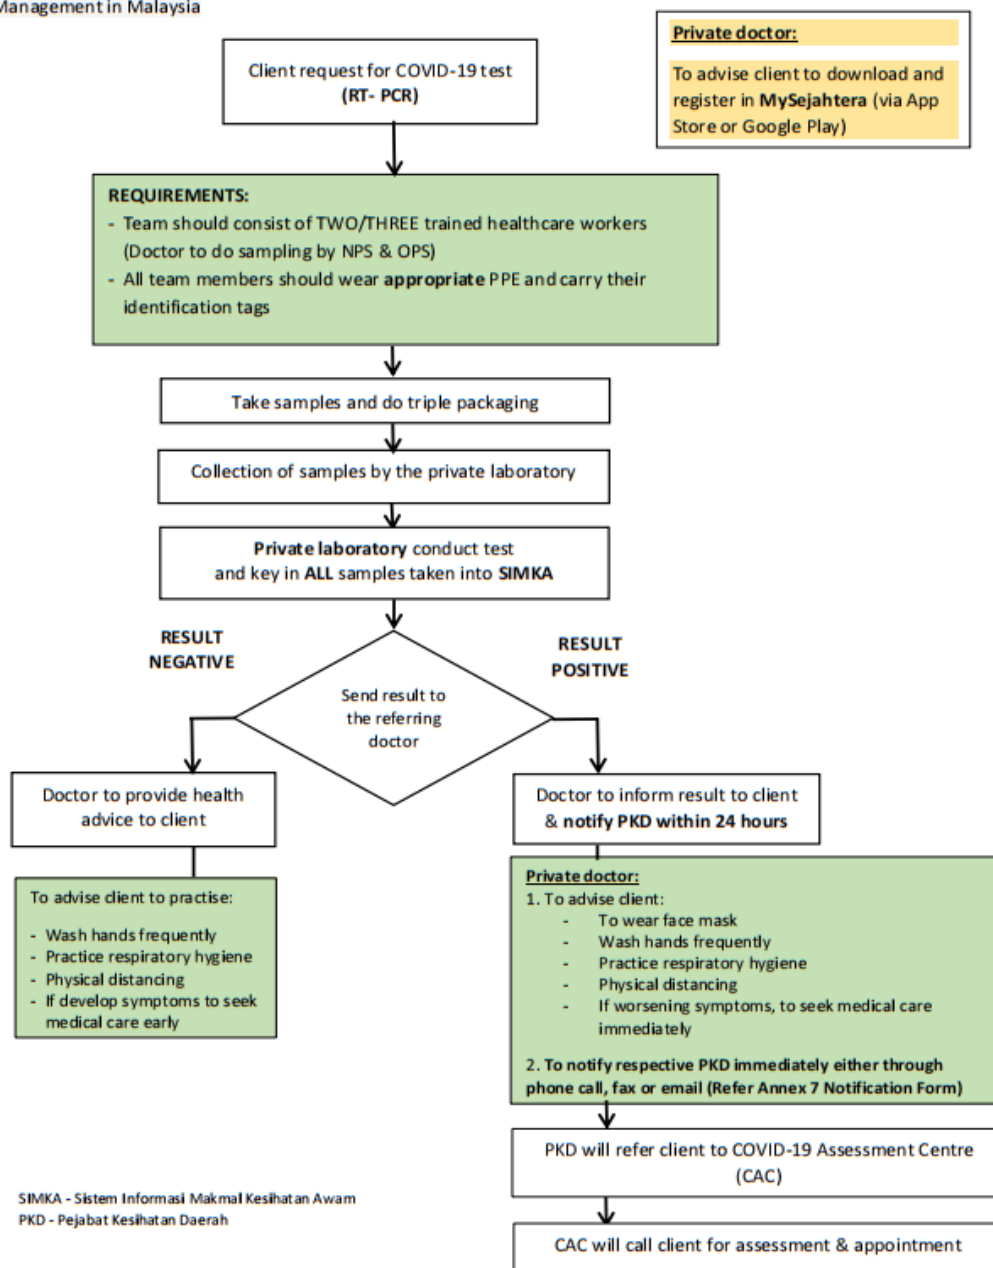 Management in Malaysia
Private doctor:
To advise client to download and
register in MySejahtera (via App
Store or Google Play)
Client request for COVID-19 test
(RT- PCR)
REQUIREMENTS:
- Team should consist of TWO/THREE trained healthcare workers
(Doctor to do sampling by NPS & OPS)
- All team members should wear appropriate PPE and carry their
identification tags
Take samples and do triple packaging
Collection of samples by the private laboratory
Private laboratory conduct test
and key in ALL samples taken into SIMKA
RESULT
NEGATIVE
RESULT
POSITIVE
Send result to
the referring
doctor
Doctor to provide health
advice to client
To advise client to practise:
- Wash hands frequently
- Practice respiratory hygiene
- Physical distancing
- If develop symptoms to seek
medical care early
Doctor to inform result to client
& notify PKD within 24 hours
Private doctor:
1. To advise client:
- To wear face mask
- Wash hands frequently
- Practice respiratory hygiene
- Physical distancing
- If worsening symptoms, to seek medical care
immediately
2. To notify respective PKD immediately either through
phone call, fax or email (Refer Annex 7 Notification Form)
PKD will refer client to COVID-19 Assessment Centre
(CAC)
CAC will call client for assessment & appointment
SIMKA - Sistem Informasi Makmal Kesihatan Awam
PKD - Pejabat Kesihatan Daerah